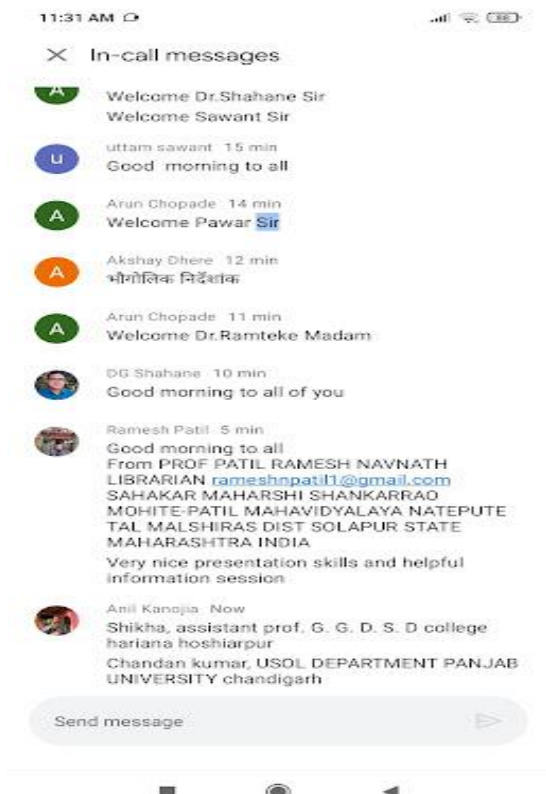 11:31 AM
In-call messages
A
Welcome Dr.Shahane Sir
Welcome Sawant Sir
u
uttam sawant 15 min
Good morning to all
A
Arun Chopade 14 min
Welcome Pawar Sir
A
Akshay Dhere 12 min
भौगोलिक निर्देशांक
A
Arun Chopade 11 min
Welcome Dr.Ramteke Madam
DG Shahane 10 min
Good morning to all of you
Ramesh Patil 5 min
Good morning to all
From PROF PATIL RAMESH NAVNATH
LIBRARIAN rameshnpatil1@gmail.com
SAHAKAR MAHARSHI SHANKARRAO
MOHITE-PATIL MAHAVIDYALAYA NATEPUTE
TAL MALSHIRAS DIST SOLAPUR STATE
MAHARASHTRA INDIA
Very nice presentation skills and helpful
information session
Anil Kanojia Now
Shikha, assistant prof. G. G. D. S. D college
hariana hoshiarpur
Chandan kumar, USOL DEPARTMENT PANJAB
UNIVERSITY chandigarh
Send message